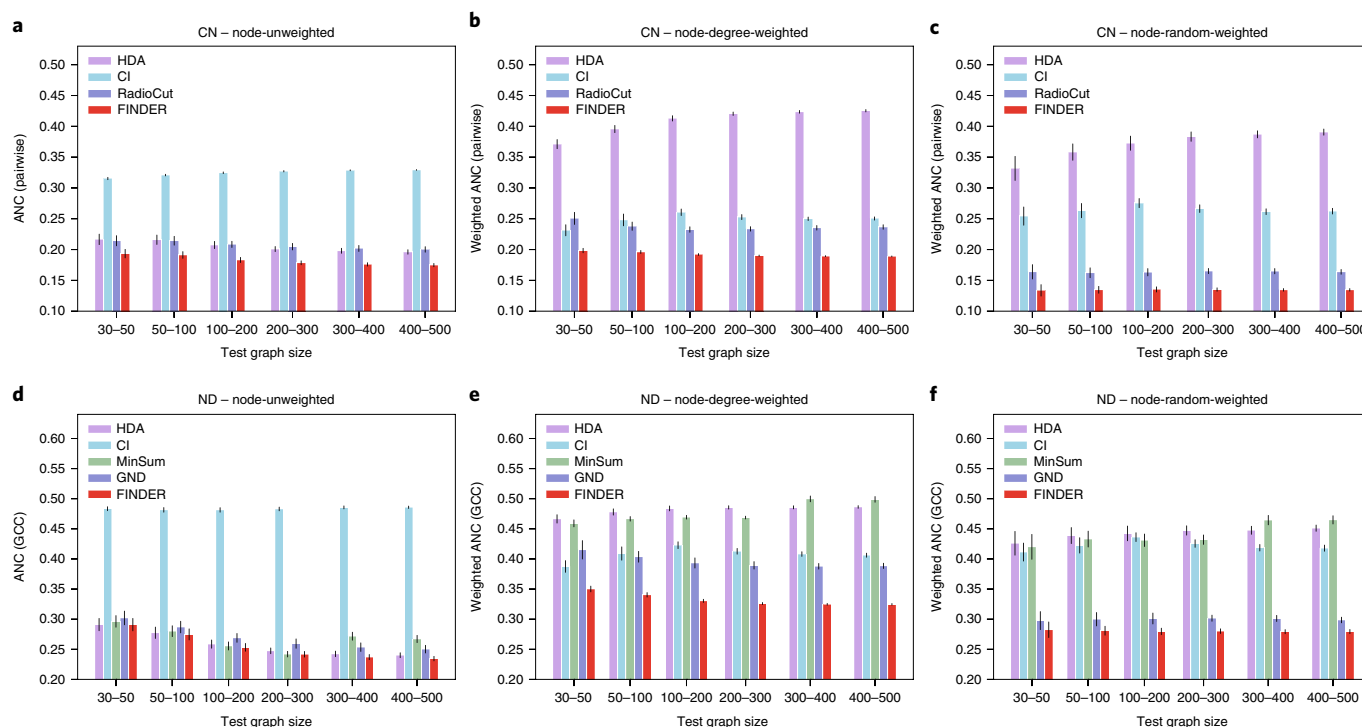 a
CN – node-unweighted
HDA
CI
RadioCut
FINDER
ANC (pairwise)
0.50
0.45
0.40
0.35
0.30
0.25
0.20
0.15
0.10
30–50
50–100
100–200
200–300
300–400
400–500
Test graph size
b
CN – node-degree-weighted
HDA
CI
RadioCut
FINDER
Weighted ANC (pairwise)
0.50
0.45
0.40
0.35
0.30
0.25
0.20
0.15
0.10
30–50
50–100
100–200
200–300
300–400
400–500
Test graph size
c
CN – node-random-weighted
HDA
CI
RadioCut
FINDER
Weighted ANC (pairwise)
0.50
0.45
0.40
0.35
0.30
0.25
0.20
0.15
0.10
30–50
50–100
100–200
200–300
300–400
400–500
Test graph size
d
ND – node-unweighted
HDA
CI
MinSum
GND
FINDER
ANC (GCC)
0.60
0.55
0.50
0.45
0.40
0.35
0.30
0.25
0.20
30–50
50–100
100–200
200–300
300–400
400–500
Test graph size
e
ND – node-degree-weighted
HDA
CI
MinSum
GND
FINDER
Weighted ANC (GCC)
0.60
0.55
0.50
0.45
0.40
0.35
0.30
0.25
0.20
30–50
50–100
100–200
200–300
300–400
400–500
Test graph size
f
ND – node-random-weighted
HDA
CI
MinSum
GND
FINDER
Weighted ANC (GCC)
0.60
0.55
0.50
0.45
0.40
0.35
0.30
0.25
0.20
30–50
50–100
100–200
200–300
300–400
400–500
Test graph size